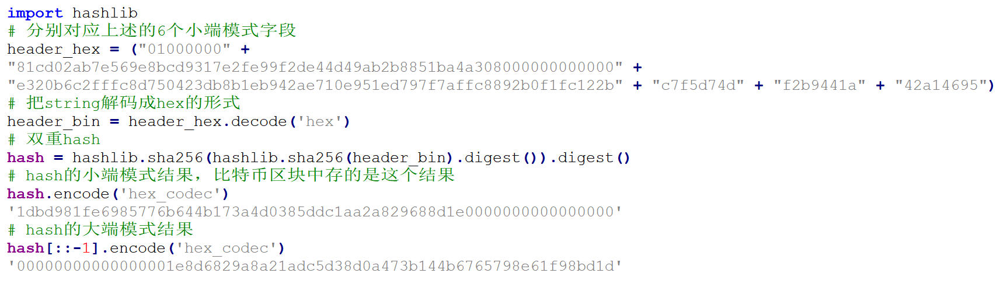 import hashlib
# 分别对应上述的6个小端模式字段
header_hex = ("01000000" +
"81cd02ab7e569e8bcd9317e2fe99f2de44d49ab2b8851ba4a308000000000000" +
"e320b6c2fffc8d750423db8b1eb942ae710e951ed797f7affc8892b0f1fc122b" + "c7f5d74d" + "f2b9441a" + "42a14695")
# 把string解码成hex的形式
header_bin = header_hex.decode('hex')
# 双重hash
hash = hashlib.sha256(hashlib.sha256(header_bin).digest()).digest()
# hash的小端模式结果，比特币区块中存的是这个结果
hash.encode('hex_codec')
'1dbd981fe6985776b644b173a4d0385ddc1aa2a829688d1e0000000000000000'
# hash的大端模式结果
hash[::-1].encode('hex_codec')
'00000000000000001e8d6829a8a21adc5d38d0a473b144b6765798e61f98bd1d'